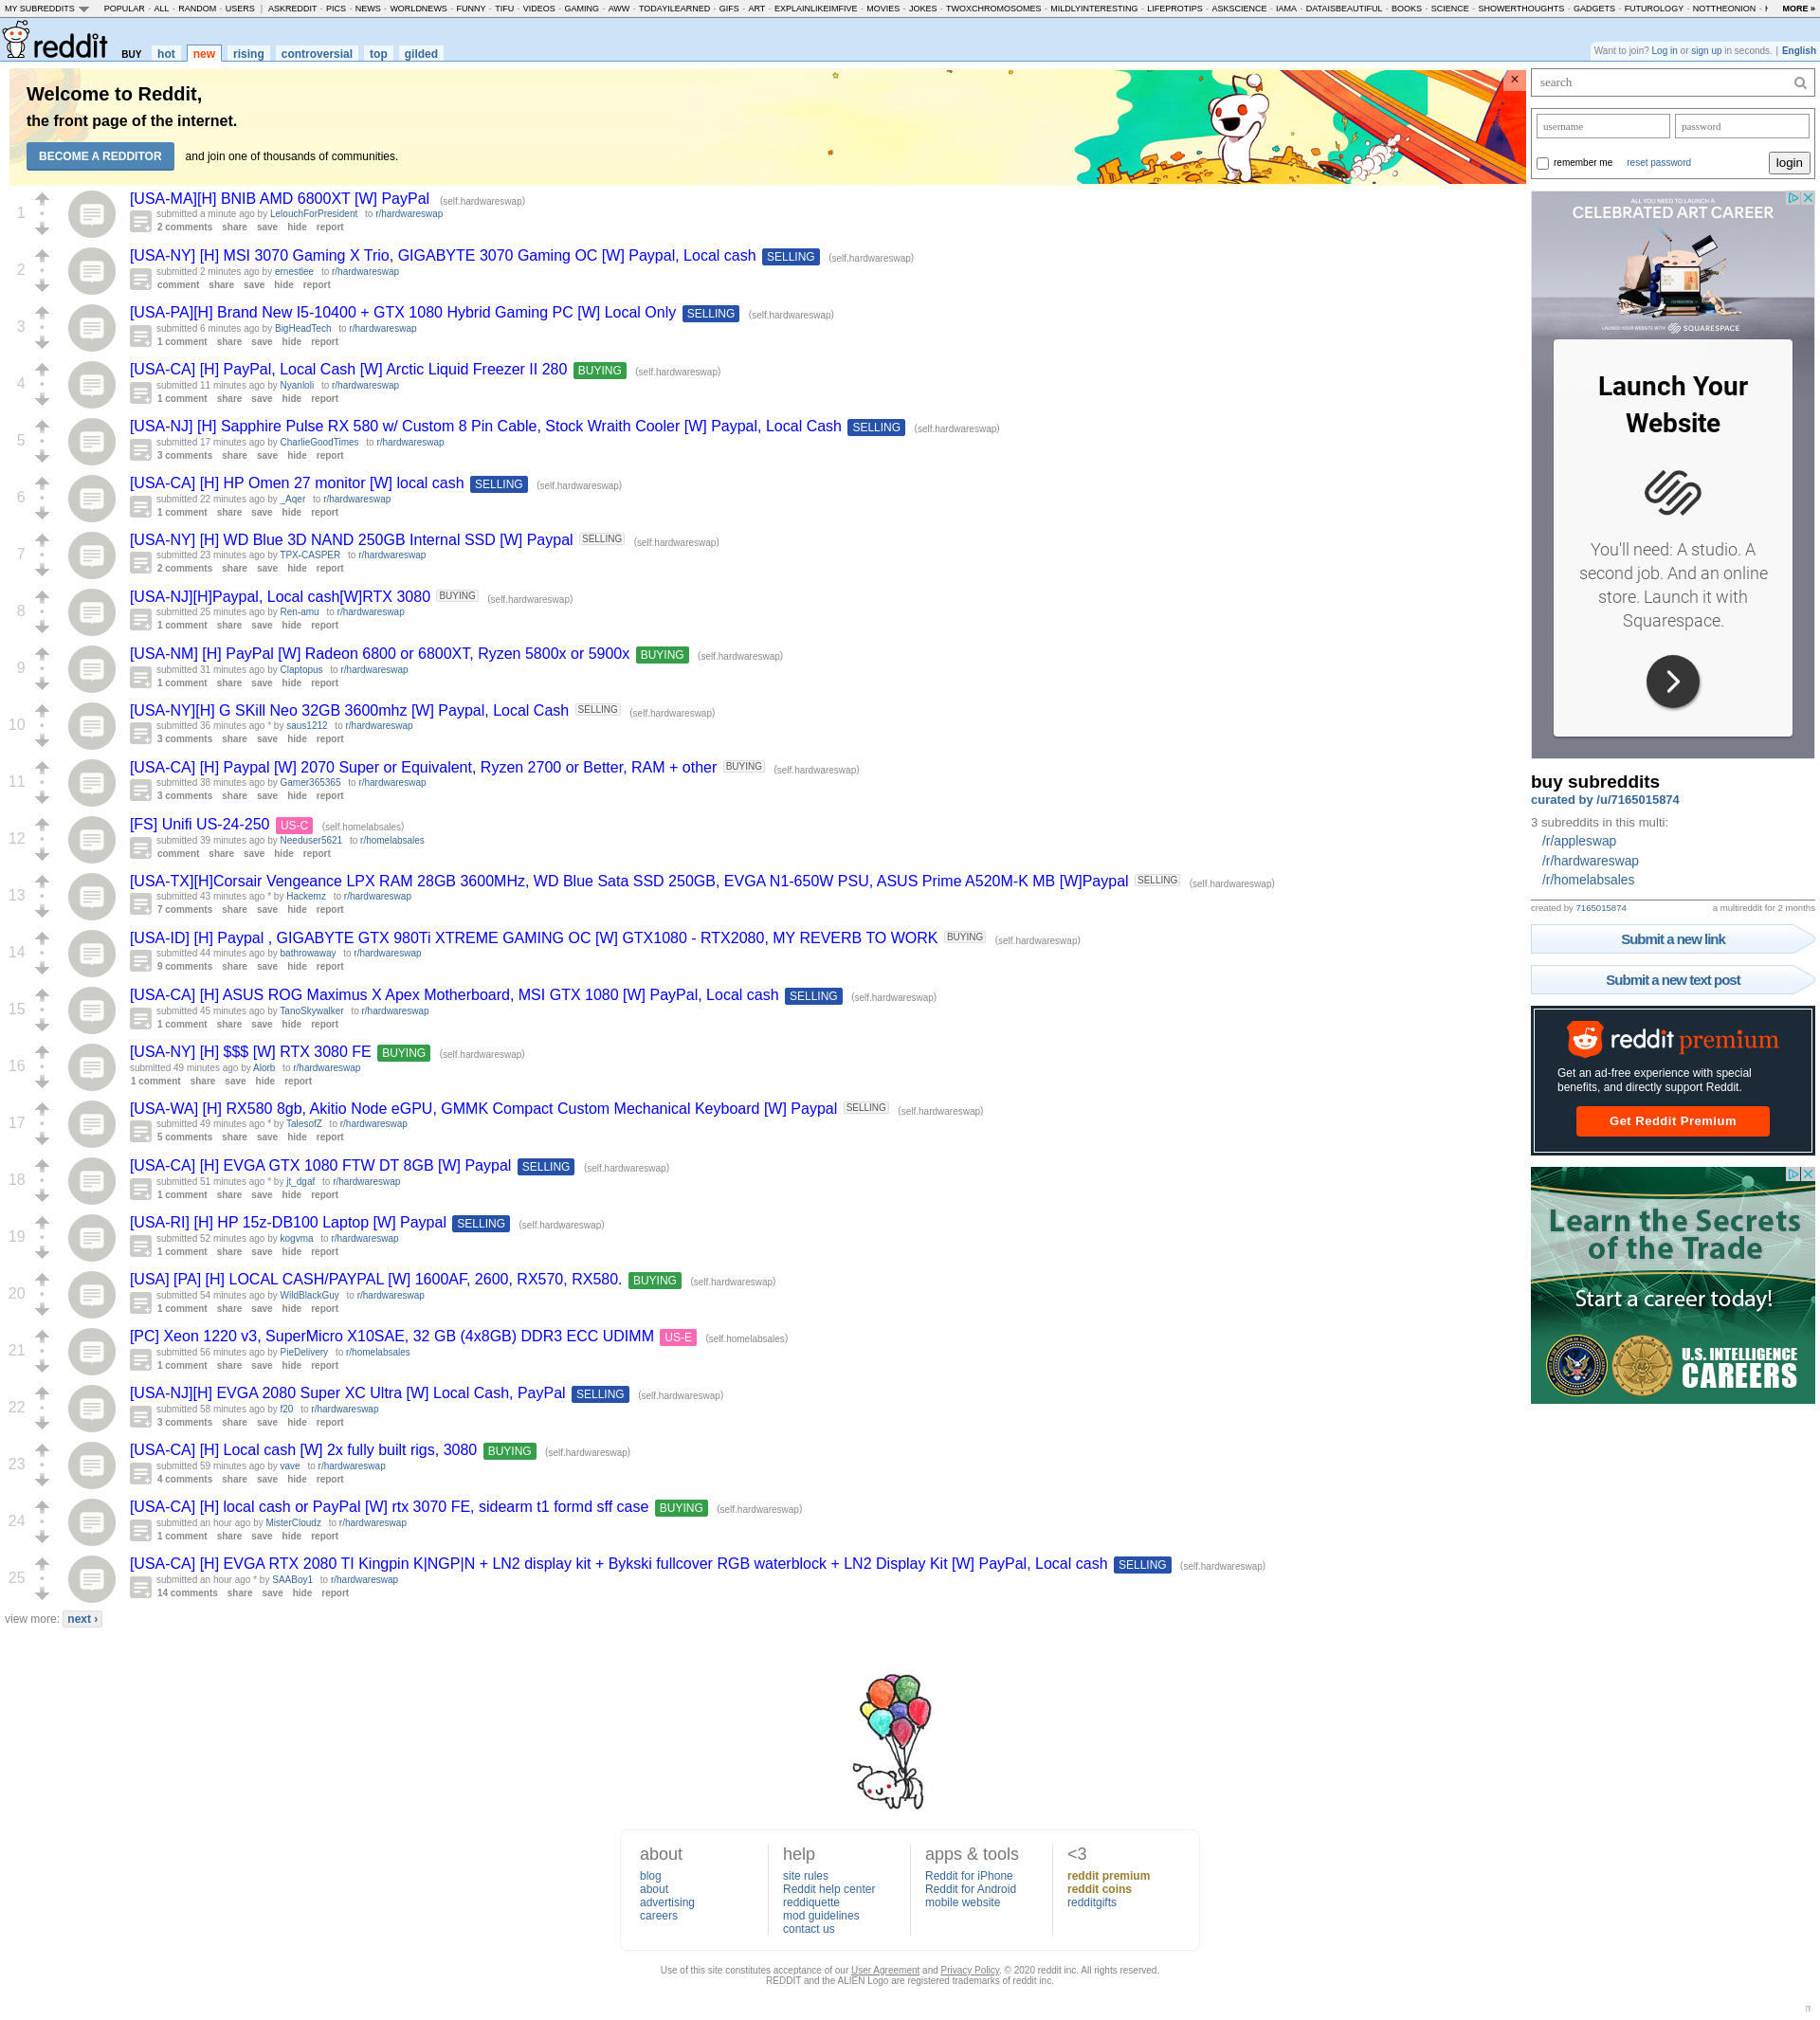 MY SUBREDDITS POPULAR - ALL - RANDOM - USERS | ASKREDDIT - PICS - NEWS - WORLDNEWS - FUNNY - TIFU - VIDEOS - GAMING - AWW - TODAYILEARNED - GIFS - ART - EXPLAINLIKEIMFIVE - MOVIES - JOKES - TWOXCHROMOSOMES - MILDLYINTERESTING - LIFEPROTIPS - ASKSCIENCE - IAMA - DATAISBEAUTIFUL - BOOKS - SCIENCE - SHOWERTHOUGHTS - GADGETS - FUTUROLOGY - NOTTHEONION - MORE »
reddit BUY hot new rising controversial top gilded
Want to join? Log in or sign up in seconds. | English
Welcome to Reddit,
the front page of the internet.
BECOME A REDDITOR and join one of thousands of communities.
×
1
[USA-MA][H] BNIB AMD 6800XT [W] PayPal (self.hardwareswap)
submitted a minute ago by LelouchForPresident to r/hardwareswap
2 comments share save hide report
2
[USA-NY] [H] MSI 3070 Gaming X Trio, GIGABYTE 3070 Gaming OC [W] Paypal, Local cash SELLING (self.hardwareswap)
submitted 2 minutes ago by ernestlee to r/hardwareswap
comment share save hide report
3
[USA-PA][H] Brand New I5-10400 + GTX 1080 Hybrid Gaming PC [W] Local Only SELLING (self.hardwareswap)
submitted 6 minutes ago by BigHeadTech to r/hardwareswap
1 comment share save hide report
4
[USA-CA] [H] PayPal, Local Cash [W] Arctic Liquid Freezer II 280 BUYING (self.hardwareswap)
submitted 11 minutes ago by Nyanloli to r/hardwareswap
1 comment share save hide report
5
[USA-NJ] [H] Sapphire Pulse RX 580 w/ Custom 8 Pin Cable, Stock Wraith Cooler [W] Paypal, Local Cash SELLING (self.hardwareswap)
submitted 17 minutes ago by CharlieGoodTimes to r/hardwareswap
3 comments share save hide report
6
[USA-CA] [H] HP Omen 27 monitor [W] local cash SELLING (self.hardwareswap)
submitted 22 minutes ago by _Aqer to r/hardwareswap
1 comment share save hide report
7
[USA-NY] [H] WD Blue 3D NAND 250GB Internal SSD [W] Paypal SELLING (self.hardwareswap)
submitted 23 minutes ago by TPX-CASPER to r/hardwareswap
2 comments share save hide report
8
[USA-NJ][H]Paypal, Local cash[W]RTX 3080 BUYING (self.hardwareswap)
submitted 25 minutes ago by Ren-amu to r/hardwareswap
1 comment share save hide report
9
[USA-NM] [H] PayPal [W] Radeon 6800 or 6800XT, Ryzen 5800x or 5900x BUYING (self.hardwareswap)
submitted 31 minutes ago by Claptopus to r/hardwareswap
1 comment share save hide report
10
[USA-NY][H] G SKill Neo 32GB 3600mhz [W] Paypal, Local Cash SELLING (self.hardwareswap)
submitted 36 minutes ago * by saus1212 to r/hardwareswap
3 comments share save hide report
11
[USA-CA] [H] Paypal [W] 2070 Super or Equivalent, Ryzen 2700 or Better, RAM + other BUYING (self.hardwareswap)
submitted 38 minutes ago by Gamer365365 to r/hardwareswap
3 comments share save hide report
12
[FS] Unifi US-24-250 US-C (self.homelabsales)
submitted 39 minutes ago by Needuser5621 to r/homelabsales
comment share save hide report
13
[USA-TX][H]Corsair Vengeance LPX RAM 28GB 3600MHz, WD Blue Sata SSD 250GB, EVGA N1-650W PSU, ASUS Prime A520M-K MB [W]Paypal SELLING (self.hardwareswap)
submitted 43 minutes ago * by Hackemz to r/hardwareswap
7 comments share save hide report
14
[USA-ID] [H] Paypal , GIGABYTE GTX 980Ti XTREME GAMING OC [W] GTX1080 - RTX2080, MY REVERB TO WORK BUYING (self.hardwareswap)
submitted 44 minutes ago by bathrowaway to r/hardwareswap
9 comments share save hide report
15
[USA-CA] [H] ASUS ROG Maximus X Apex Motherboard, MSI GTX 1080 [W] PayPal, Local cash SELLING (self.hardwareswap)
submitted 45 minutes ago by TanoSkywalker to r/hardwareswap
1 comment share save hide report
16
[USA-NY] [H] $$$ [W] RTX 3080 FE BUYING (self.hardwareswap)
submitted 49 minutes ago by Alorb to r/hardwareswap
1 comment share save hide report
17
[USA-WA] [H] RX580 8gb, Akitio Node eGPU, GMMK Compact Custom Mechanical Keyboard [W] Paypal SELLING (self.hardwareswap)
submitted 49 minutes ago * by TalesofZ to r/hardwareswap
5 comments share save hide report
18
[USA-CA] [H] EVGA GTX 1080 FTW DT 8GB [W] Paypal SELLING (self.hardwareswap)
submitted 51 minutes ago * by jt_dgaf to r/hardwareswap
1 comment share save hide report
19
[USA-RI] [H] HP 15z-DB100 Laptop [W] Paypal SELLING (self.hardwareswap)
submitted 52 minutes ago by kogvma to r/hardwareswap
1 comment share save hide report
20
[USA] [PA] [H] LOCAL CASH/PAYPAL [W] 1600AF, 2600, RX570, RX580. BUYING (self.hardwareswap)
submitted 54 minutes ago by WildBlackGuy to r/hardwareswap
1 comment share save hide report
21
[PC] Xeon 1220 v3, SuperMicro X10SAE, 32 GB (4x8GB) DDR3 ECC UDIMM US-E (self.homelabsales)
submitted 56 minutes ago by PieDelivery to r/homelabsales
1 comment share save hide report
22
[USA-NJ][H] EVGA 2080 Super XC Ultra [W] Local Cash, PayPal SELLING (self.hardwareswap)
submitted 58 minutes ago by f20 to r/hardwareswap
3 comments share save hide report
23
[USA-CA] [H] Local cash [W] 2x fully built rigs, 3080 BUYING (self.hardwareswap)
submitted 59 minutes ago by vave to r/hardwareswap
4 comments share save hide report
24
[USA-CA] [H] local cash or PayPal [W] rtx 3070 FE, sidearm t1 formd sff case BUYING (self.hardwareswap)
submitted an hour ago by MisterCloudz to r/hardwareswap
1 comment share save hide report
25
[USA-CA] [H] EVGA RTX 2080 TI Kingpin K|NGP|N + LN2 display kit + Bykski fullcover RGB waterblock + LN2 Display Kit [W] PayPal, Local cash SELLING (self.hardwareswap)
submitted an hour ago * by SAABoy1 to r/hardwareswap
14 comments share save hide report
view more: next ›
search
username password
remember me reset password login
ALL YOU NEED TO LAUNCH A
CELEBRATED ART CAREER
LAUNCH YOUR WEBSITE WITH SQUARESPACE
Launch Your
Website
You'll need: A studio. A
second job. And an online
store. Launch it with
Squarespace.
buy subreddits
curated by /u/7165015874
3 subreddits in this multi:
/r/appleswap
/r/hardwareswap
/r/homelabsales
created by 7165015874 a multireddit for 2 months
Submit a new link
Submit a new text post
reddit premium
Get an ad-free experience with special
benefits, and directly support Reddit.
Get Reddit Premium
Learn the Secrets
of the Trade
Start a career today!
U.S. INTELLIGENCE
CAREERS
about
blog
about
advertising
careers
help
site rules
Reddit help center
reddiquette
mod guidelines
contact us
apps & tools
Reddit for iPhone
Reddit for Android
mobile website
<3
reddit premium
reddit coins
redditgifts
Use of this site constitutes acceptance of our User Agreement and Privacy Policy. © 2020 reddit inc. All rights reserved.
REDDIT and the ALIEN Logo are registered trademarks of reddit inc.
π